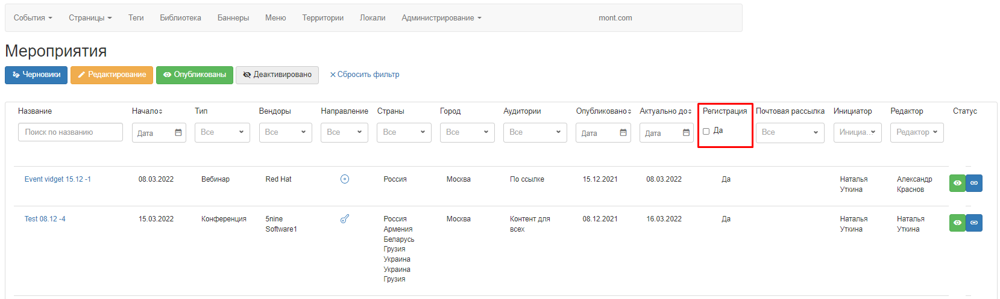 События Страницы Теги Библиотека Баннеры Меню Территории Локали Администрирование mont.com
Мероприятия
Черновики Редактирование Опубликованы Деактивировано Сбросить фильтр
Название Начало Тип Вендоры Направление Страны Город Аудитории Опубликовано Актуально до Регистрация Почтовая рассылка Инициатор Редактор Статус
Поиск по названию Дата Все Все Все Все Все Все Дата Дата Да Все Инициа... Редактор
Event vidget 15.12 -1 08.03.2022 Вебинар Red Hat Россия Москва По ссылке 15.12.2021 08.03.2022 Да Наталья Александр
Уткина Краснов
Test 08.12 -4 15.03.2022 Конференция 5nine Россия Москва Контент для 08.12.2021 16.03.2022 Да Наталья Наталья
Software1 Армения всех Уткина Уткина
Беларусь
Грузия
Украина
Украина
Грузия